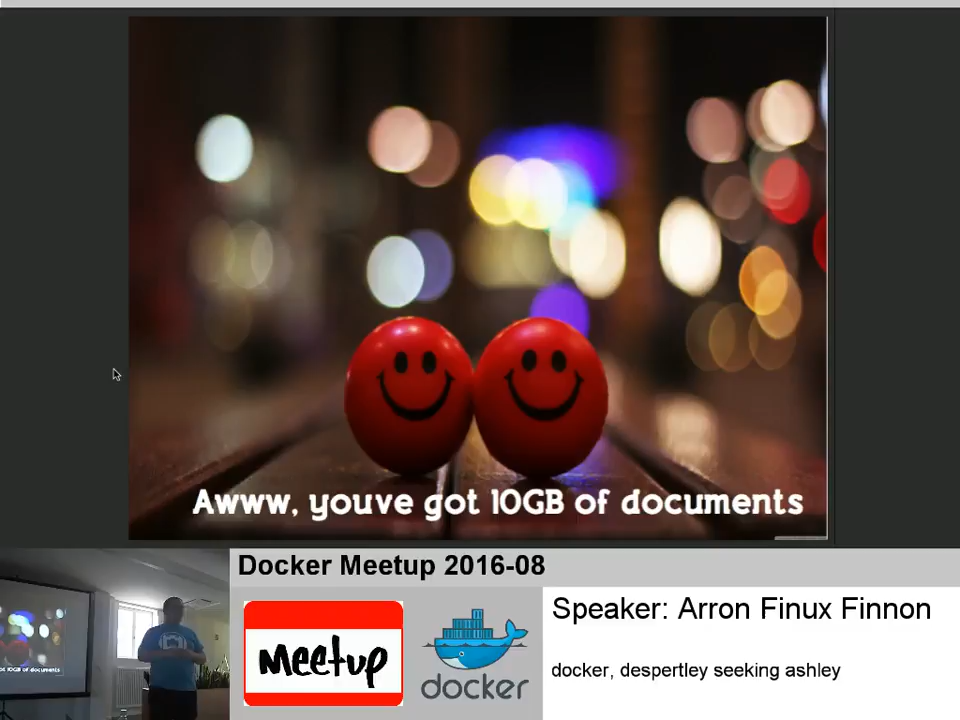 Awww, youve got 10GB of documents
Docker Meetup 2016-08
Meetup
docker
Speaker: Arron Finux Finnon
docker, despertley seeking ashley